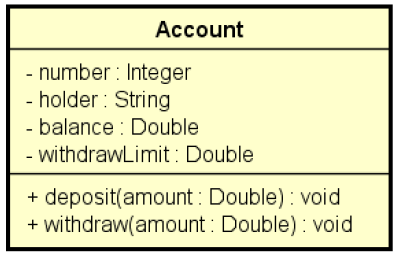 Account
- number : Integer
- holder : String
- balance : Double
- withdrawLimit : Double
+ deposit(amount : Double) : void
+ withdraw(amount : Double) : void